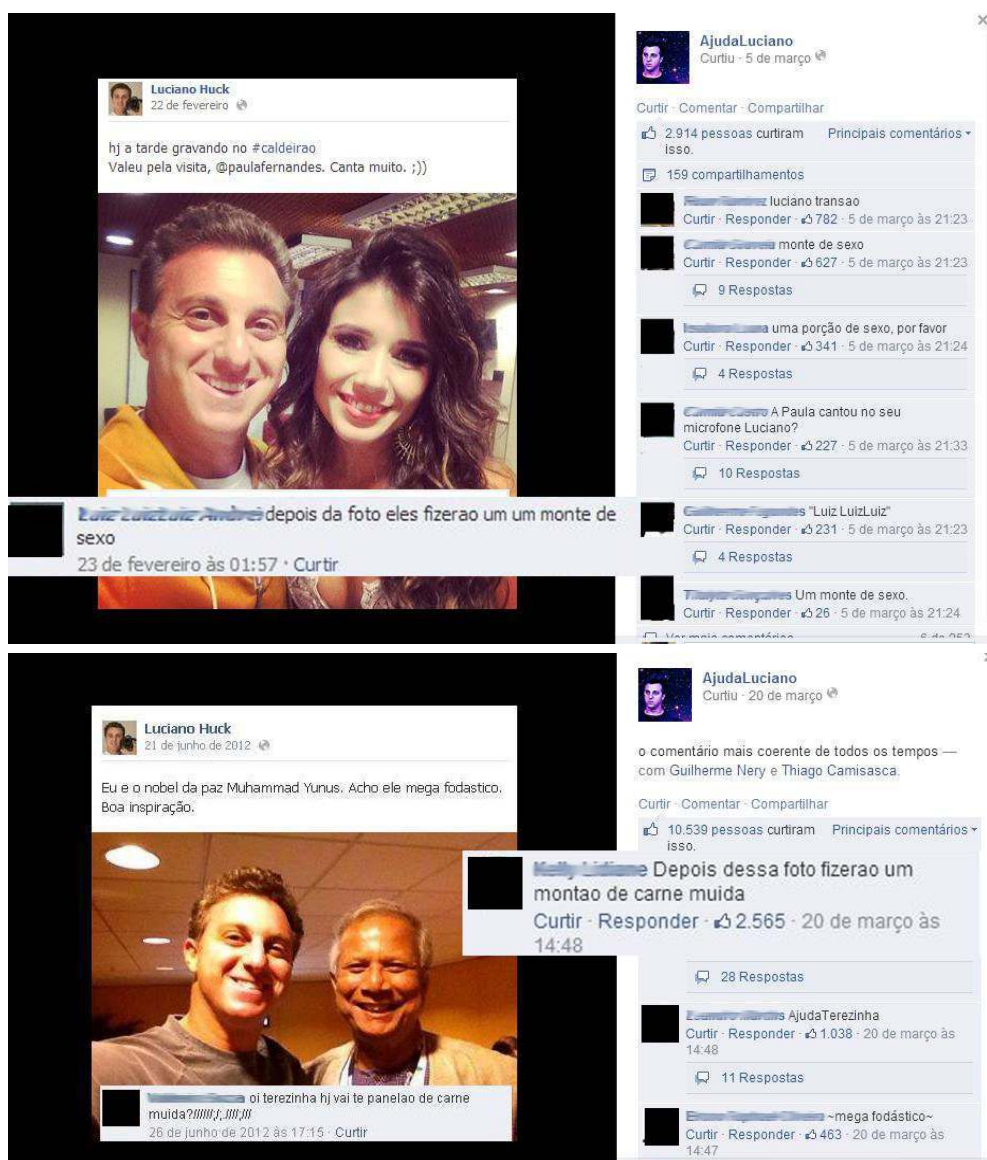 Luciano Huck
22 de fevereiro
hj a tarde gravando no #caldeirao
Valeu pela visita, @paulafernandes. Canta muito. ;))
depois da foto eles fizerao um um monte de
sexo
23 de fevereiro às 01:57 · Curtir
AjudaLuciano
Curtiu · 5 de março
Curtir · Comentar · Compartilhar
2.914 pessoas curtiram Principais comentários
isso.
159 compartilhamentos
luciano transao
Curtir · Responder · 782 · 5 de março às 21:23
monte de sexo
Curtir · Responder · 627 · 5 de março às 21:23
9 Respostas
uma porção de sexo, por favor
Curtir · Responder · 341 · 5 de março às 21:24
4 Respostas
A Paula cantou no seu
microfone Luciano?
Curtir · Responder · 227 · 5 de março às 21:33
10 Respostas
"Luiz LuizLuiz"
Curtir · Responder · 231 · 5 de março às 21:23
4 Respostas
Um monte de sexo.
Curtir · Responder · 26 · 5 de março às 21:24
Luciano Huck
21 de junho de 2012
Eu e o nobel da paz Muhammad Yunus. Acho ele mega fodastico.
Boa inspiração.
oi terezinha hj vai te panelao de carne
muida?//////;/;.////;///
26 de junho de 2012 às 17:15 · Curtir
AjudaLuciano
Curtiu · 20 de março
o comentário mais coerente de todos os tempos —
com Guilherme Nery e Thiago Camisasca.
Curtir · Comentar · Compartilhar
10.539 pessoas curtiram Principais comentários
isso.
Depois dessa foto fizerao um
montao de carne muida
Curtir · Responder · 2.565 · 20 de março às
14:48
28 Respostas
AjudaTerezinha
Curtir · Responder · 1.038 · 20 de março às
14:48
11 Respostas
~mega fodástico~
Curtir · Responder · 463 · 20 de março às
14:47